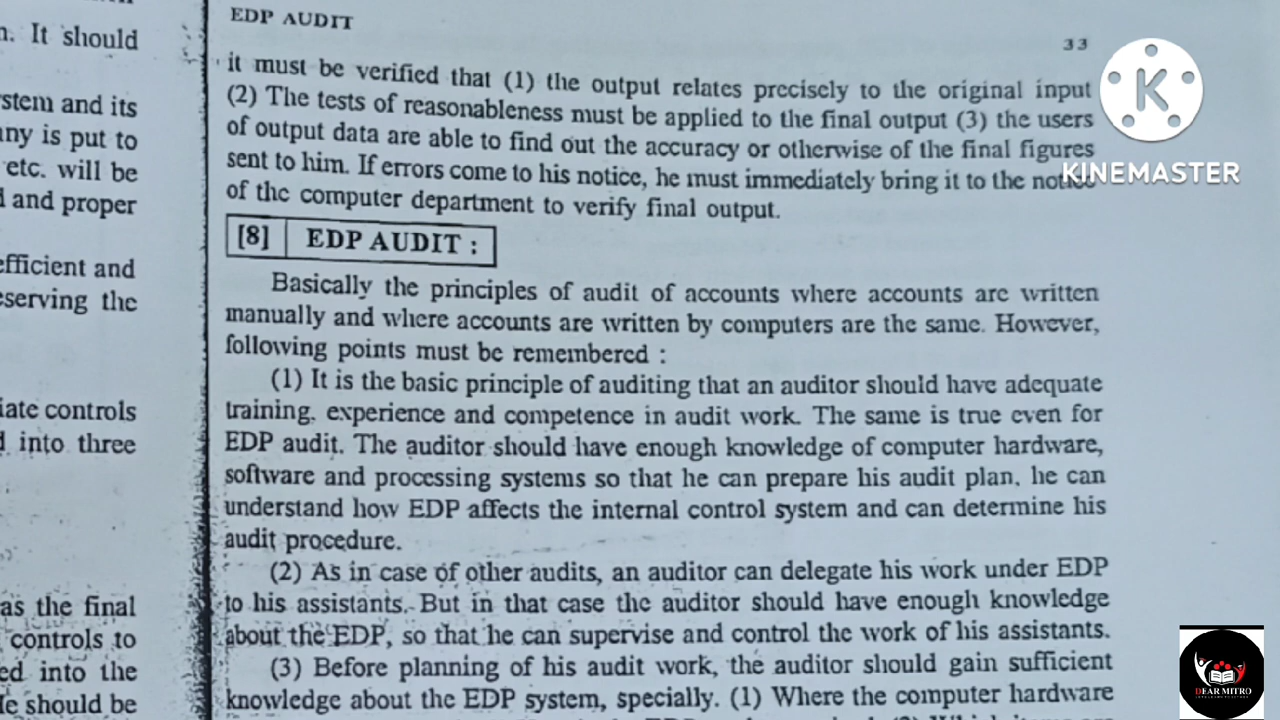 n. It should
stem and its
any is put to
etc. will be
and proper
efficient and
eserving the
iate controls
into three
as the final
controls to
ed into the
He should be
EDP AUDIT
33
it must be verified that (1) the output relates precisely to the original input
(2) The tests of reasonableness must be applied to the final output (3) the users
of output data are able to find out the accuracy or otherwise of the final figures
sent to him. If errors come to his notice, he must immediately bring it to the notice
of the computer department to verify final output.
[8] EDP AUDIT :
Basically the principles of audit of accounts where accounts are written
manually and where accounts are written by computers are the same. However,
following points must be remembered :
(1) It is the basic principle of auditing that an auditor should have adequate
training, experience and competence in audit work. The same is true even for
EDP audit. The auditor should have enough knowledge of computer hardware,
software and processing systems so that he can prepare his audit plan, he can
understand how EDP affects the internal control system and can determine his
audit procedure.
(2) As in case of other audits, an auditor can delegate his work under EDP
to his assistants. But in that case the auditor should have enough knowledge
about the EDP, so that he can supervise and control the work of his assistants.
(3) Before planning of his audit work, the auditor should gain sufficient
knowledge about the EDP system, specially. (1) Where the computer hardware
K
KINEMASTER
DEAR MITRO